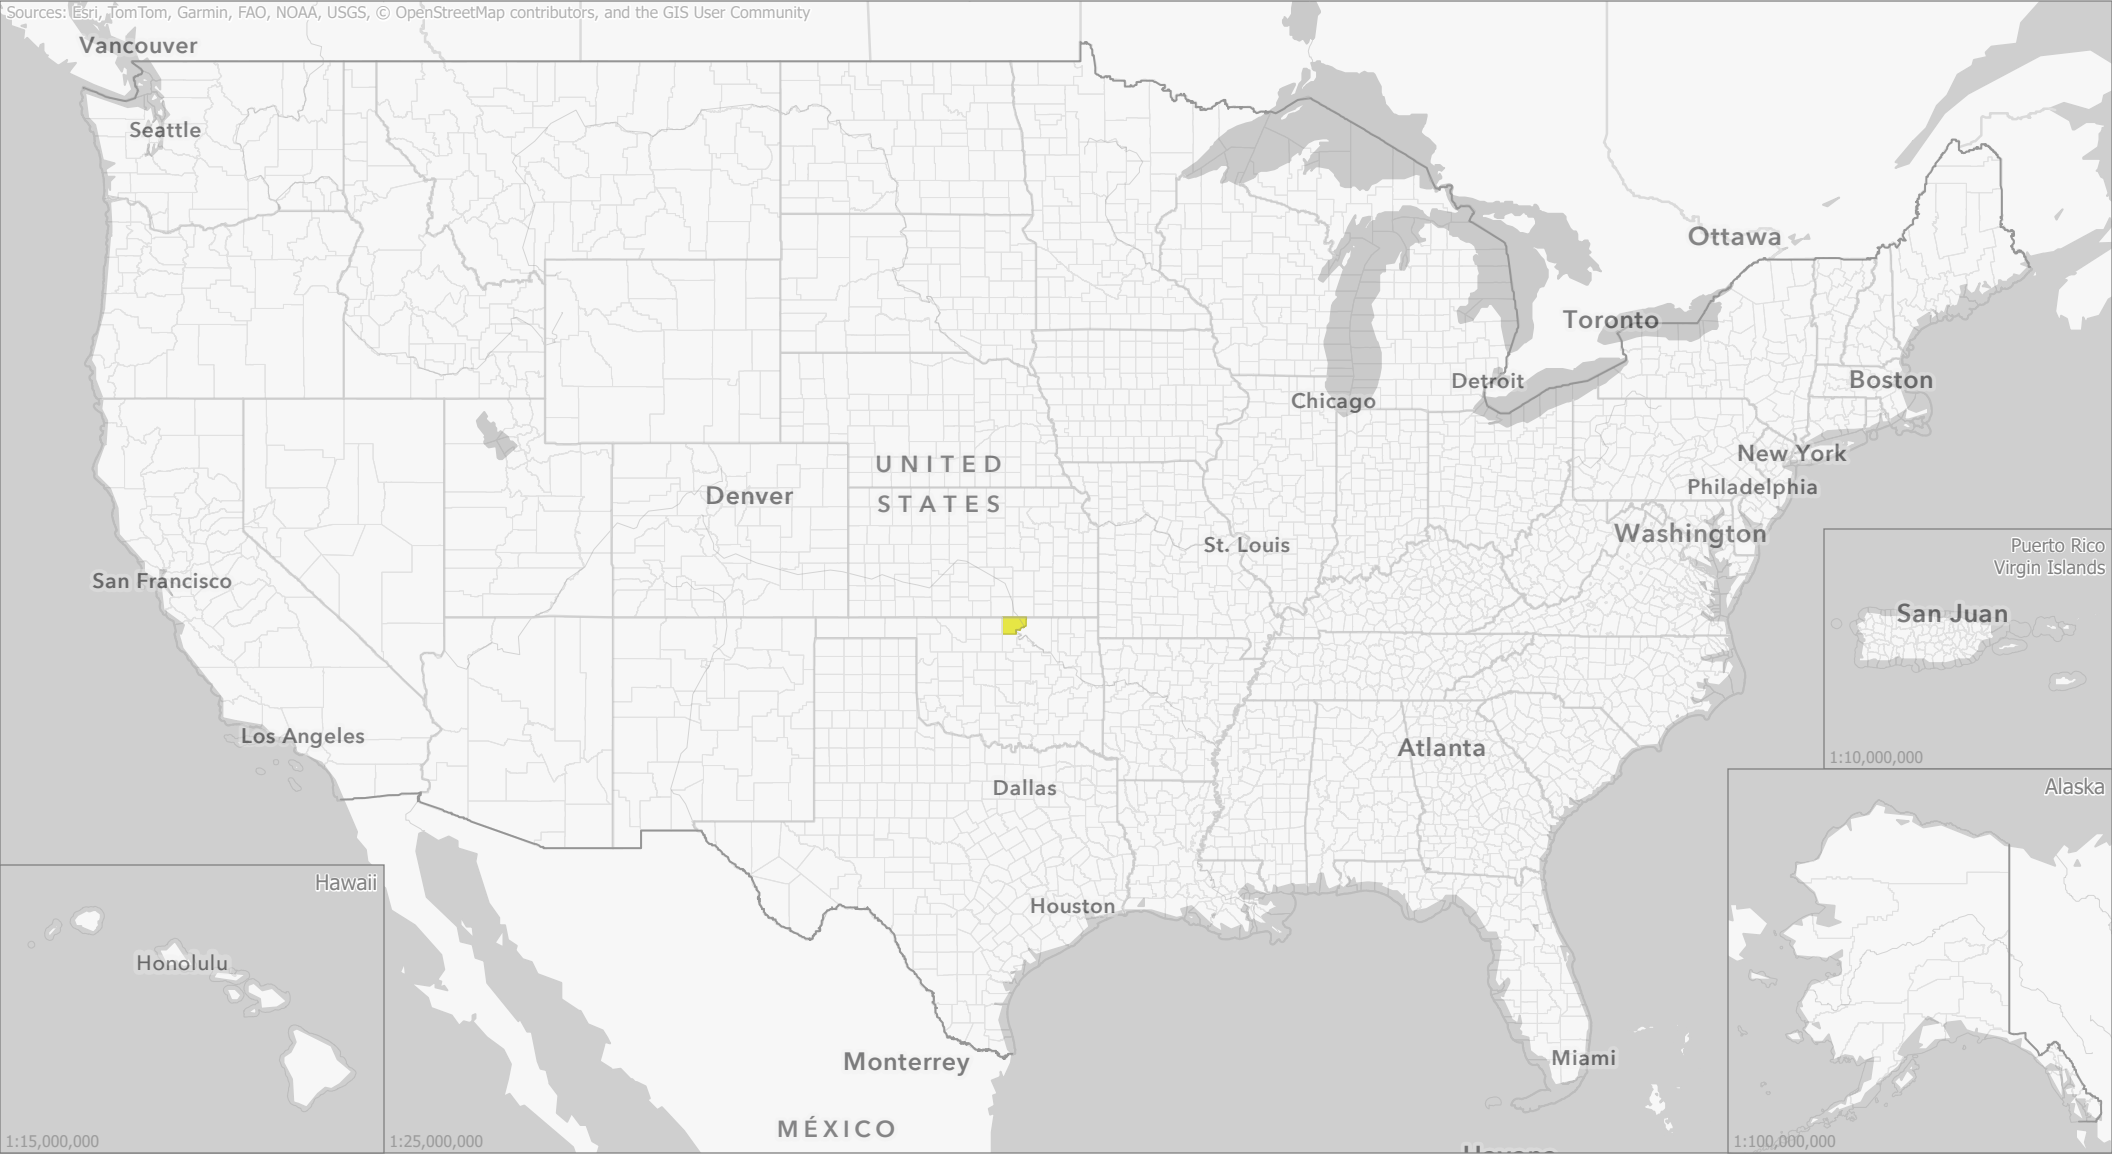 Sources: Esri, TomTom, Garmin, FAO, NOAA, USGS, © OpenStreetMap contributors, and the GIS User Community
Vancouver
Seattle
Ottawa
Toronto
Detroit
Boston
Chicago
New York
UNITED
Philadelphia
Denver
STATES
Washington
St. Louis
Puerto Rico
Virgin Islands
San Francisco
San Juan
Los Angeles
Atlanta
1:10,000,000
Dallas
Alaska
Hawaii
Houston
Honolulu
Miami
Monterrey
MÉXICO
1:15,000,000
1:25,000,000
1:100,000,000